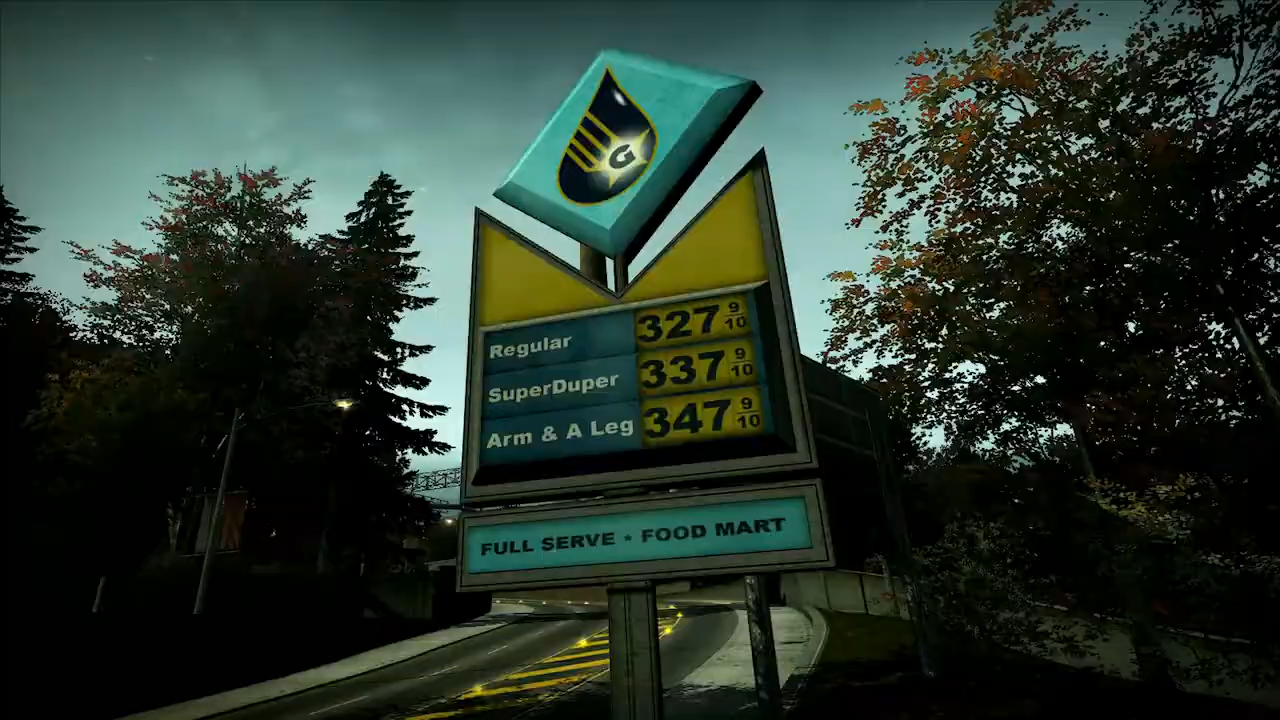 G
Regular 327 9/10
SuperDuper 337 9/10
Arm & A Leg 347 9/10
FULL SERVE * FOOD MART